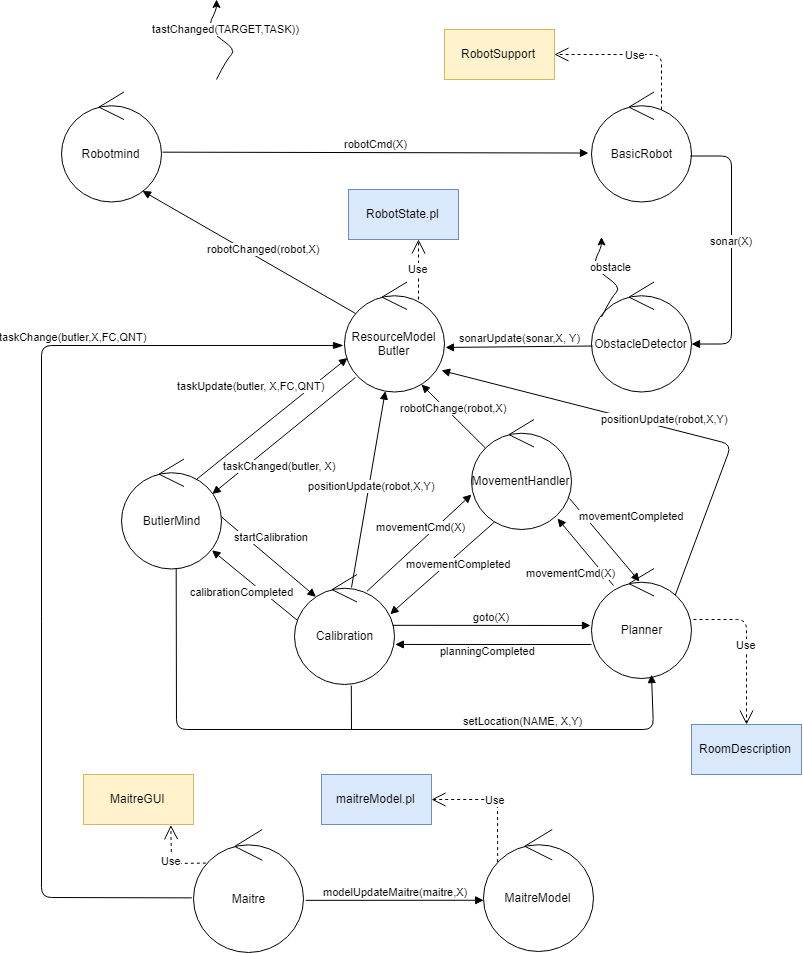 tastChanged(TARGET,TASK))
RobotSupport
Use
Robotmind
robotCmd(X)
BasicRobot
RobotState.pl
robotChanged(robot,X)
sonar(X)
Use
obstacle
taskChange(butler,X,FC,QNT)
ResourceModel
Butler
sonarUpdate(sonar,X, Y)
ObstacleDetector
taskUpdate(butler, X,FC,QNT)
robotChange(robot,X)
positionUpdate(robot,X,Y)
taskChanged(butler, X)
positionUpdate(robot,X,Y)
MovementHandler
ButlerMind
movementCmd(X)
movementCompleted
startCalibration
movementCompleted
movementCmd(X)
calibrationCompleted
goto(X)
Calibration
Planner
planningCompleted
Use
setLocation(NAME, X,Y)
RoomDescription
MaitreGUI
maitreModel.pl
Use
Use
Maitre
modelUpdateMaitre(maitre,X)
MaitreModel